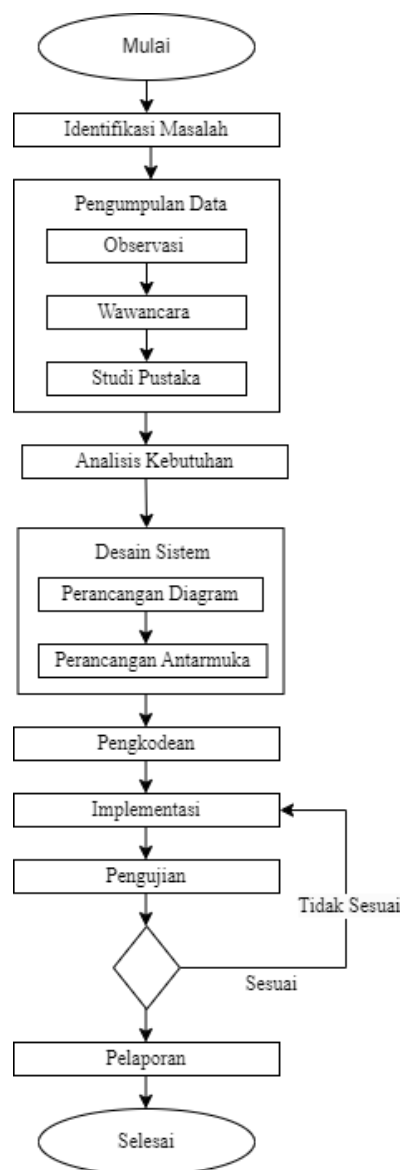 Mulai
Identifikasi Masalah
Pengumpulan Data
Observasi
Wawancara
Studi Pustaka
Analisis Kebutuhan
Desain Sistem
Perancangan Diagram
Perancangan Antarmuka
Pengkodean
Implementasi
Pengujian
Tidak Sesuai
Sesuai
Pelaporan
Selesai